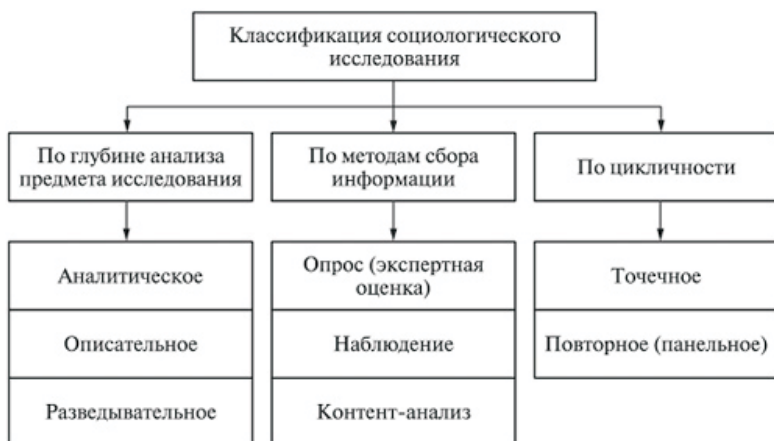 Классификация социологического
исследования
По глубине анализа
предмета исследования
По методам сбора
информации
По цикличности
Аналитическое
Описательное
Разведывательное
Опрос (экспертная
оценка)
Наблюдение
Контент-анализ
Точечное
Повторное (панельное)